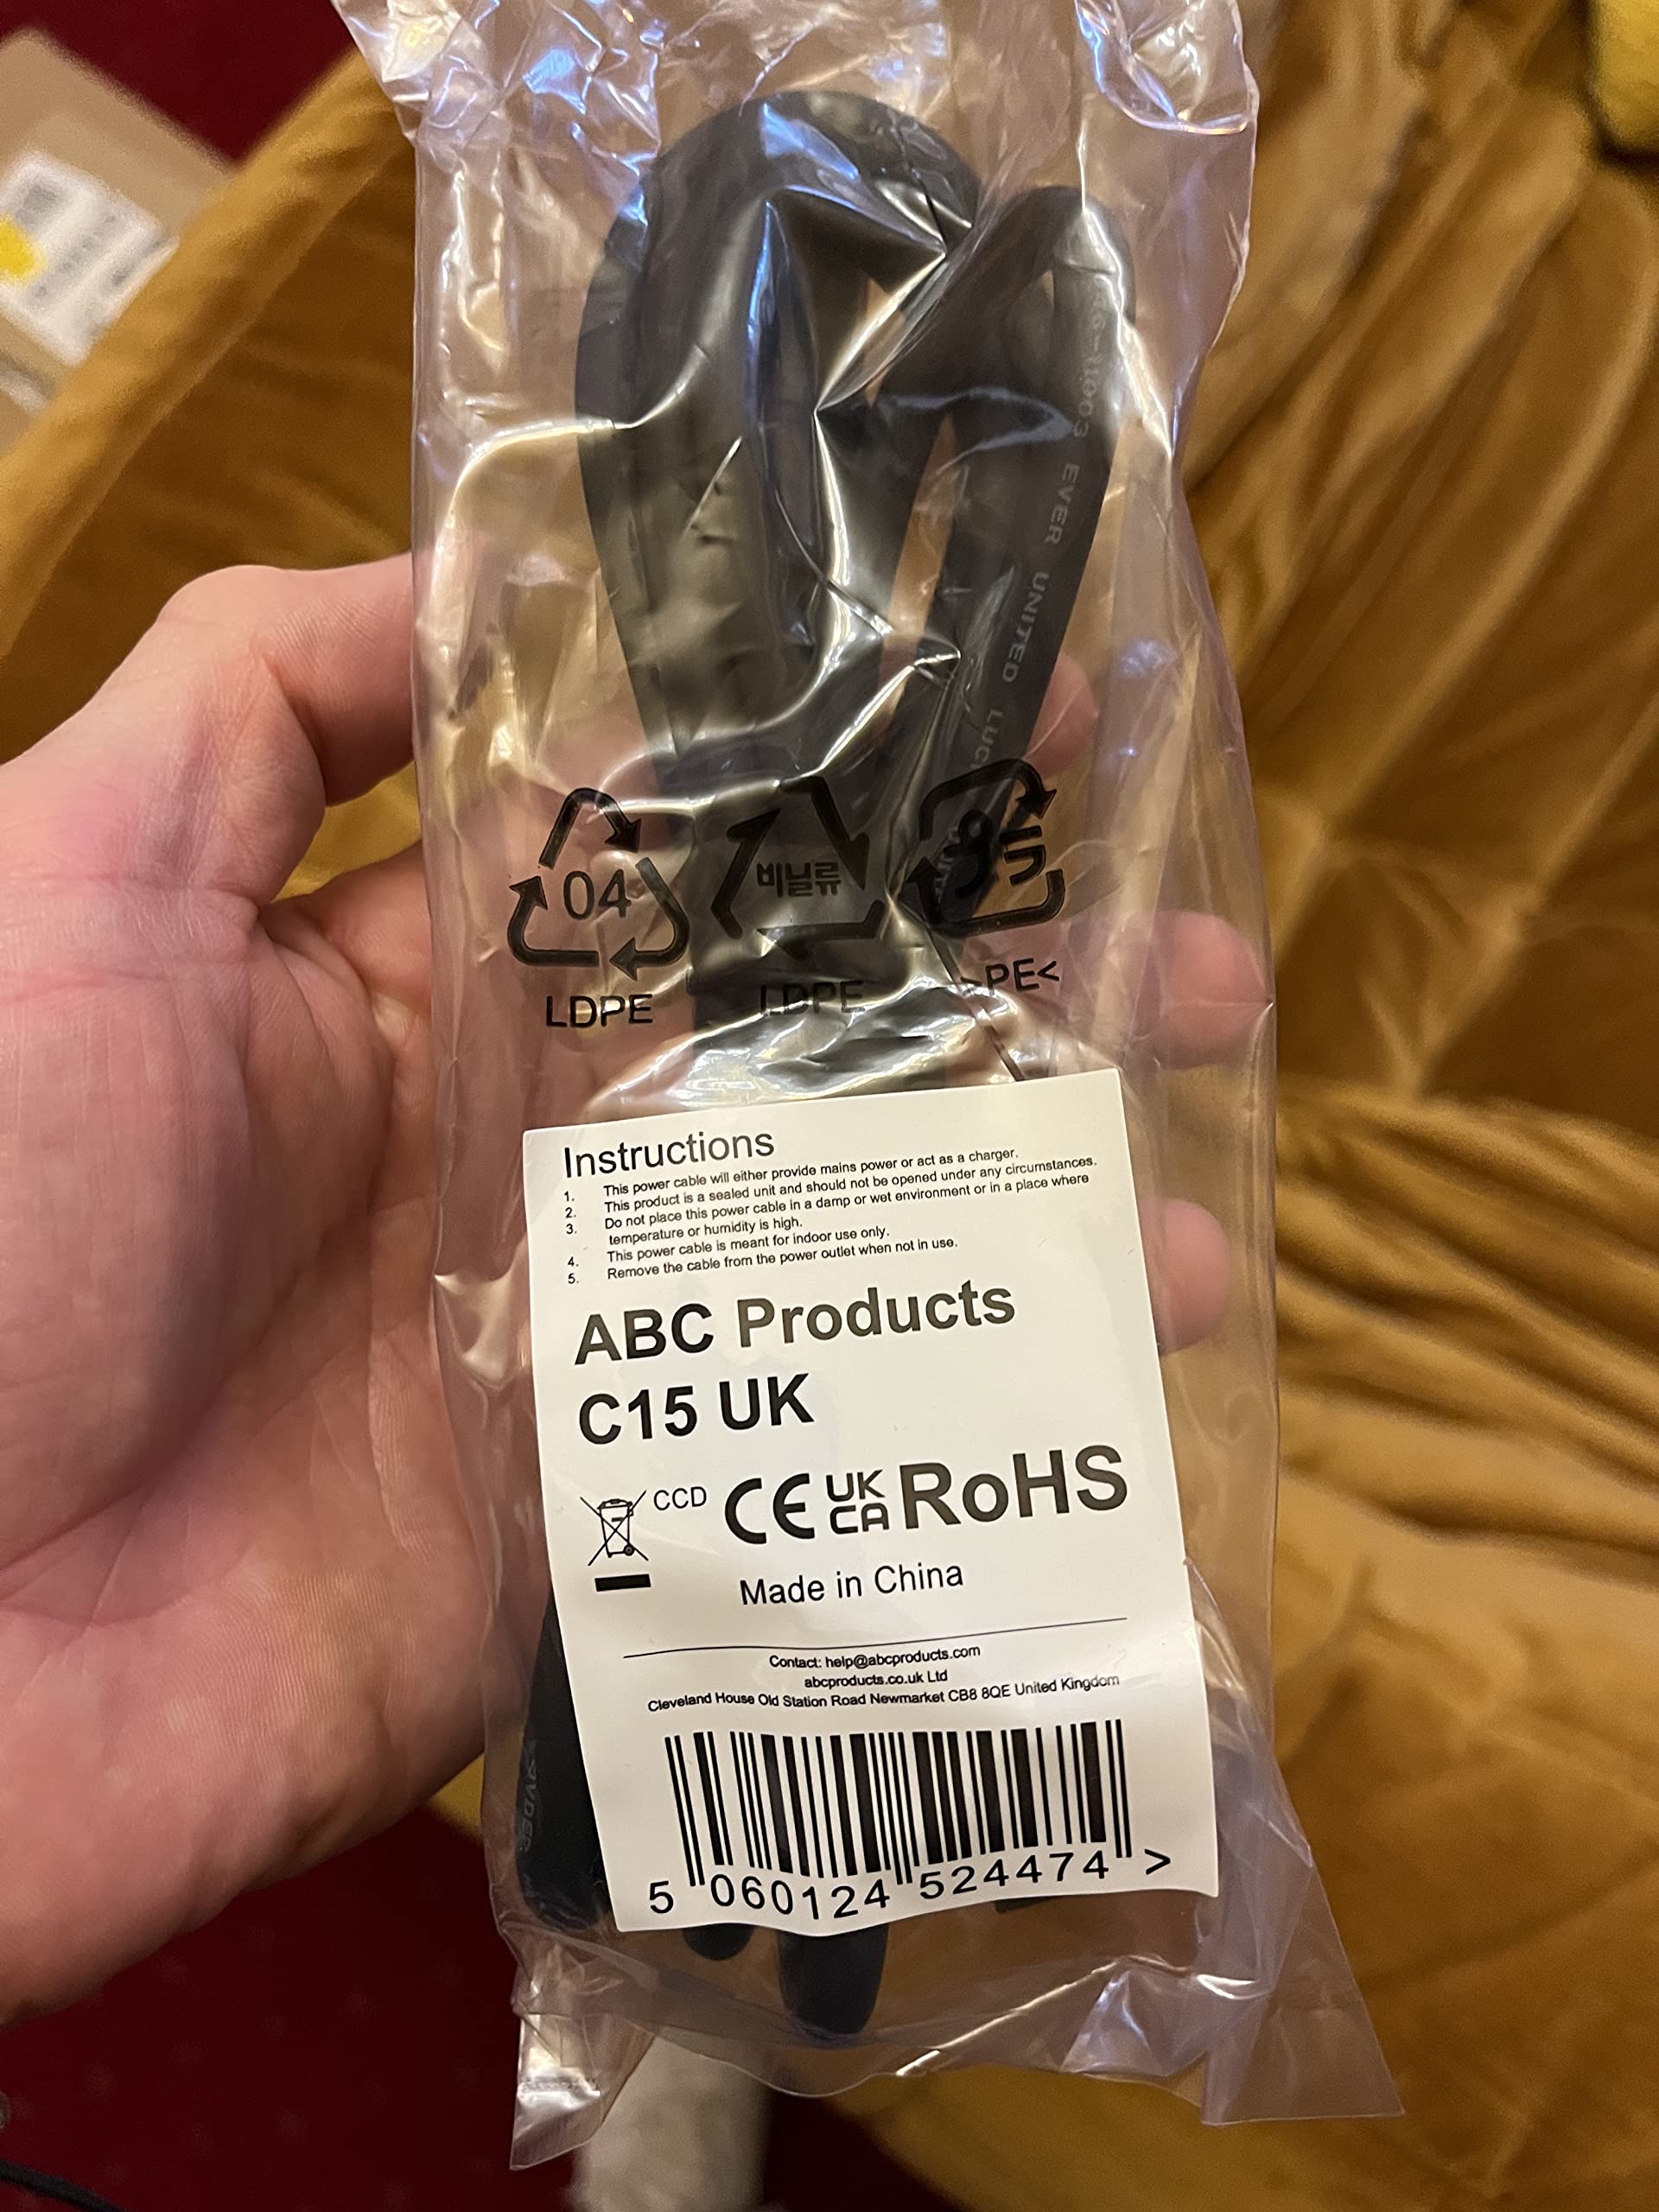 EVER UNITED
04
LDPE
비닐류
LDPE
プラ
PE<
Instructions
1. This power cable will either provide mains power or act as a charger.
2. This product is a sealed unit and should not be opened under any circumstances.
3. Do not place this power cable in a damp or wet environment or in a place where
temperature or humidity is high.
4. This power cable is meant for indoor use only.
5. Remove the cable from the power outlet when not in use.
ABC Products
C15 UK
CCD CE UK
CA RoHS
Made in China
Contact: help@abcproducts.com
abcproducts.co.uk Ltd
Cleveland House Old Station Road Newmarket CB8 8QE United Kingdom
5 060124 524474 >